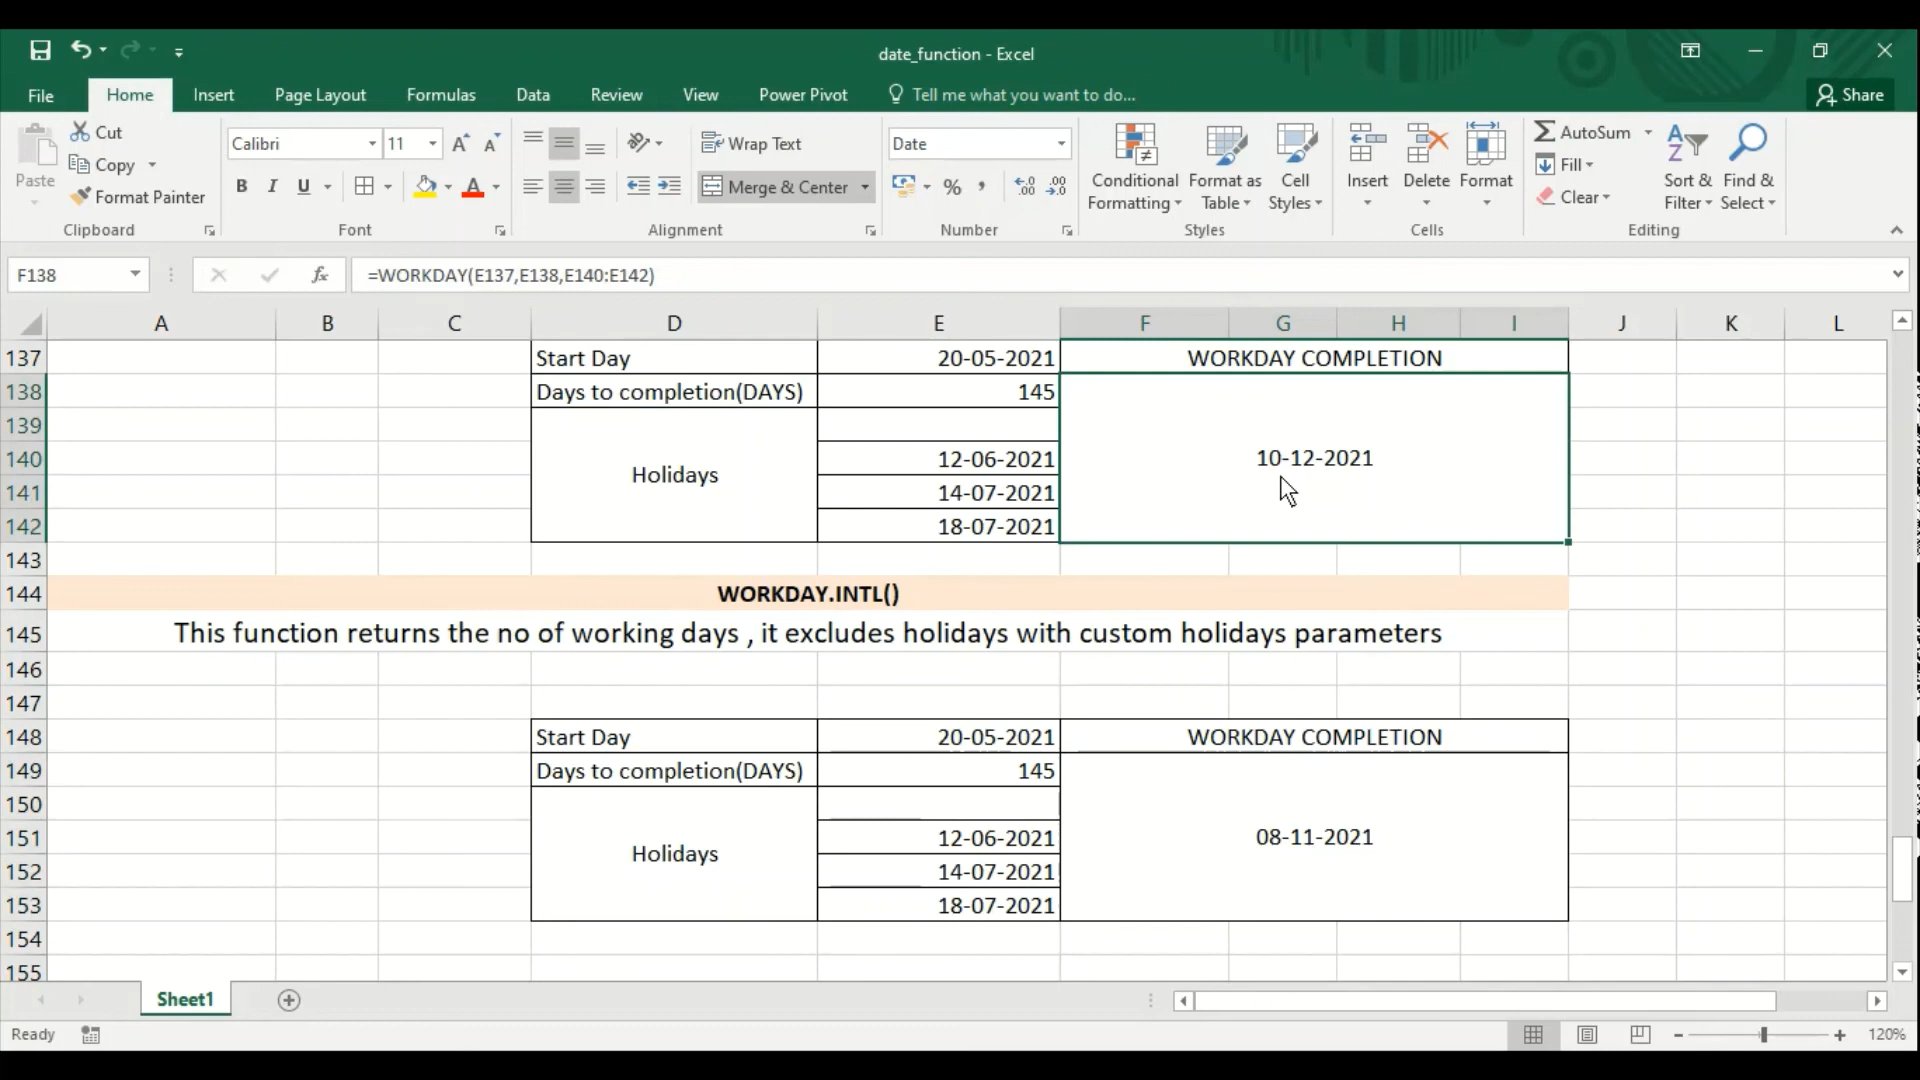 date_function - Excel
File Home Insert Page Layout Formulas Data Review View Power Pivot Tell me what you want to do... Share
Paste
Cut
Copy
Format Painter
Clipboard
Calibri 11
B I U
Font
Wrap Text
Merge & Center
Alignment
Date
Number
Conditional Formatting
Format as Table
Cell Styles
Styles
Insert Delete Format
Cells
AutoSum
Fill
Clear
Sort & Filter
Find & Select
Editing
F138 fx =WORKDAY(E137,E138,E140:E142)
A B C D E F G H I J K L
137 Start Day 20-05-2021 WORKDAY COMPLETION
138 Days to completion(DAYS) 145
139
140 12-06-2021 10-12-2021
Holidays
141 14-07-2021
142 18-07-2021
143
144 WORKDAY.INTL()
145 This function returns the no of working days , it excludes holidays with custom holidays parameters
146
147
148 Start Day 20-05-2021 WORKDAY COMPLETION
149 Days to completion(DAYS) 145
150
151 12-06-2021 08-11-2021
Holidays
152 14-07-2021
153 18-07-2021
154
155
Sheet1
Ready 120%